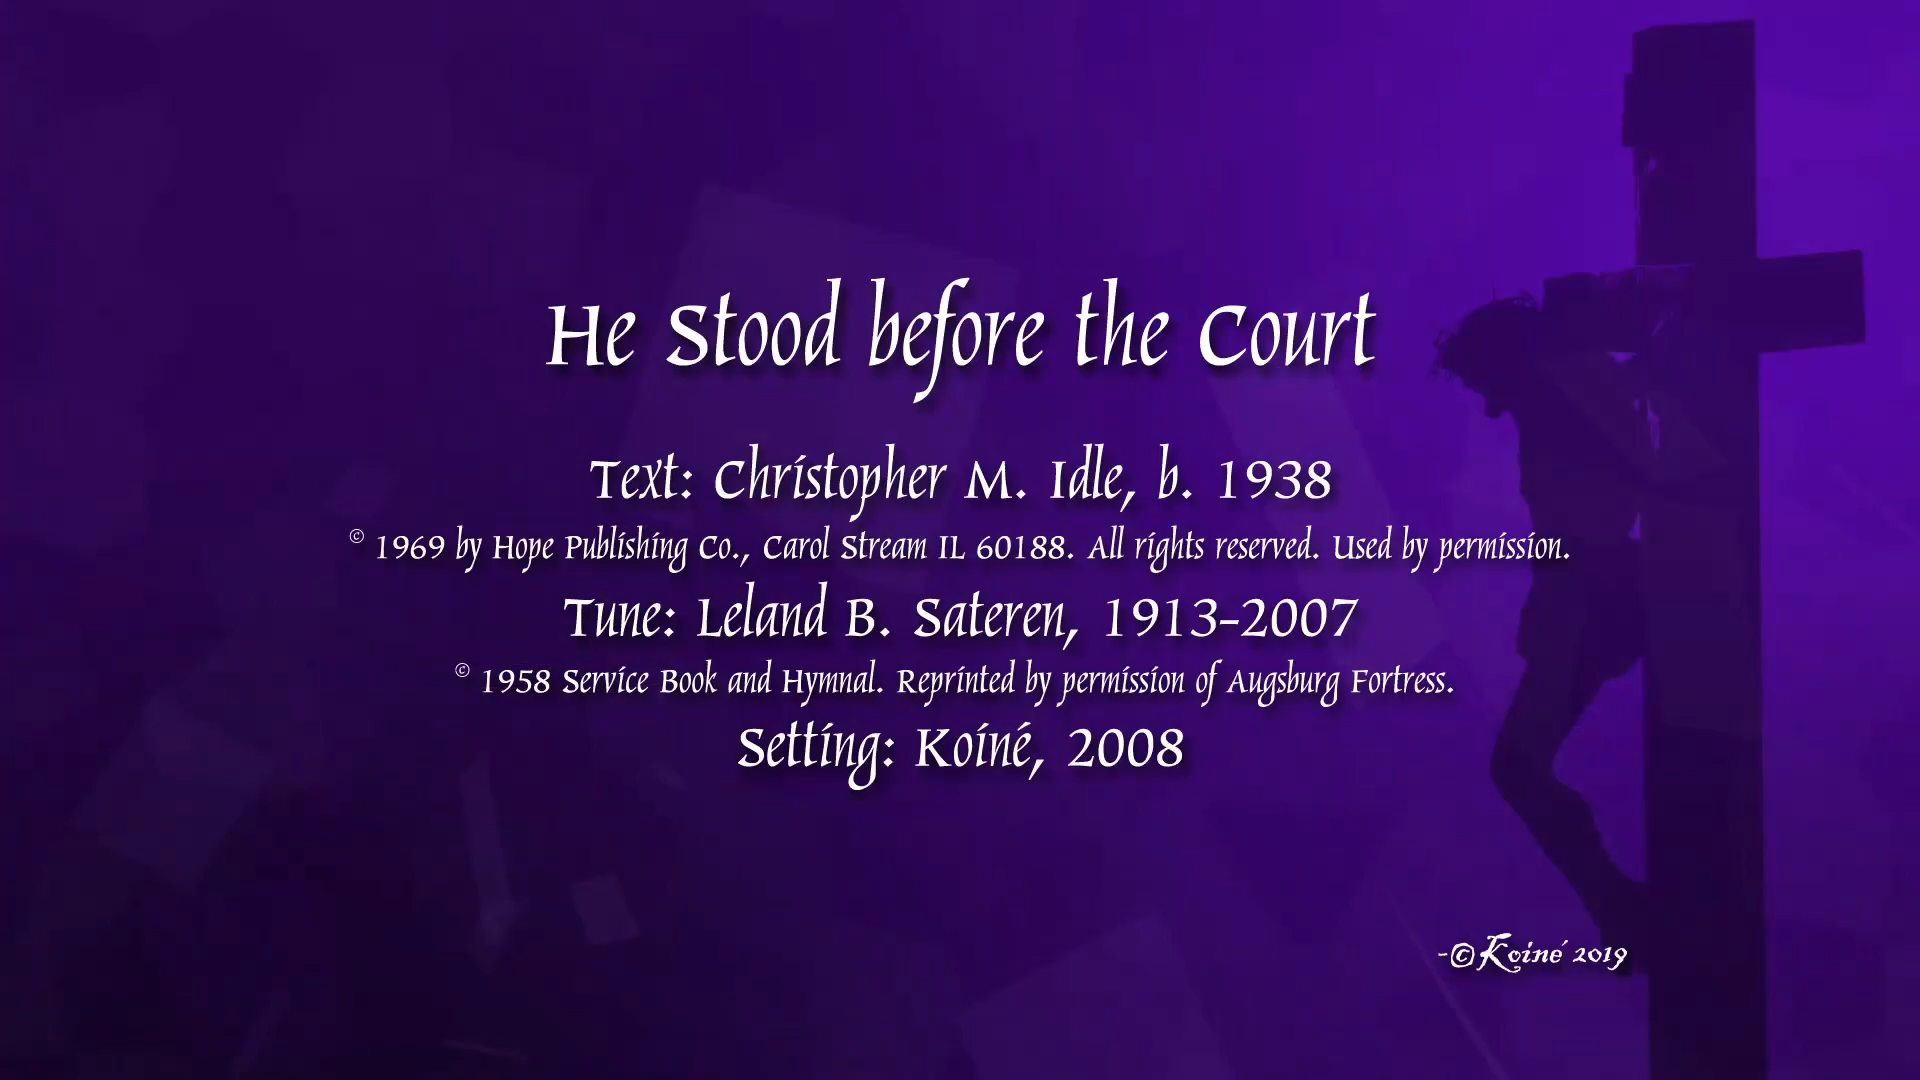 He Stood before the Court
Text: Christopher M. Idle, b. 1938
© 1969 by Hope Publishing Co., Carol Stream IL 60188. All rights reserved. Used by permission.
Tune: Leland B. Sateren, 1913-2007
© 1958 Service Book and Hymnal. Reprinted by permission of Augsburg Fortress.
Setting: Koiné, 2008
-©Koiné 2019